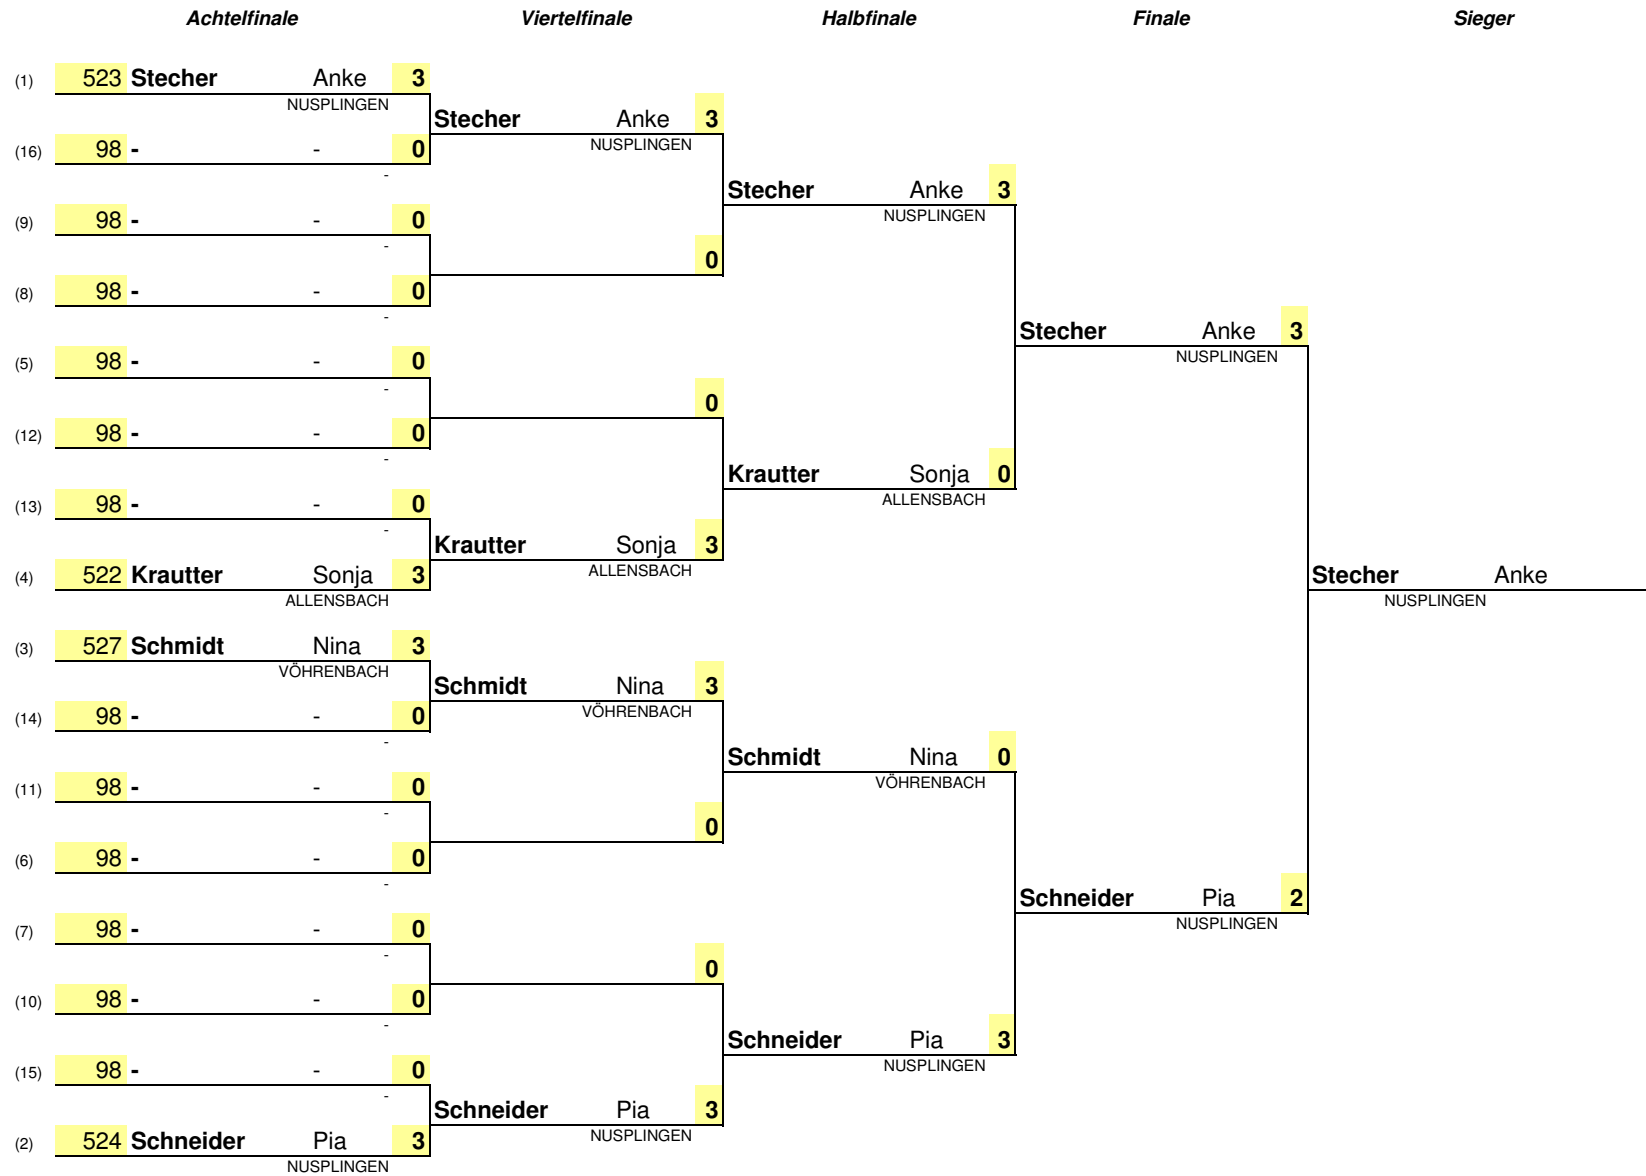 Achtelfinale Viertelfinale Halbfinale Finale Sieger
(1) 523 Stecher Anke 3
NUSPLINGEN
Stecher Anke 3
NUSPLINGEN
(16) 98 - - 0
-
Stecher Anke 3
NUSPLINGEN
(9) 98 - - 0
-
0
(8) 98 - - 0
-
Stecher Anke 3
NUSPLINGEN
(5) 98 - - 0
-
0
(12) 98 - - 0
-
Krautter Sonja 0
ALLENSBACH
(13) 98 - - 0
-
Krautter Sonja 3
ALLENSBACH
(4) 522 Krautter Sonja 3
ALLENSBACH
Stecher Anke
NUSPLINGEN
(3) 527 Schmidt Nina 3
VÖHRENBACH
Schmidt Nina 3
VÖHRENBACH
(14) 98 - - 0
-
Schmidt Nina 0
VÖHRENBACH
(11) 98 - - 0
-
0
(6) 98 - - 0
-
Schneider Pia 2
NUSPLINGEN
(7) 98 - - 0
-
0
(10) 98 - - 0
-
Schneider Pia 3
NUSPLINGEN
(15) 98 - - 0
-
Schneider Pia 3
NUSPLINGEN
(2) 524 Schneider Pia 3
NUSPLINGEN